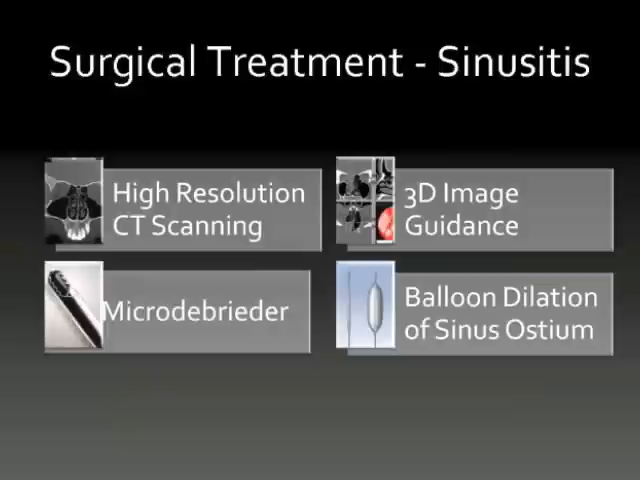 Surgical Treatment - Sinusitis
High Resolution
CT Scanning
3D Image
Guidance
Microdebrieder
Balloon Dilation
of Sinus Ostium